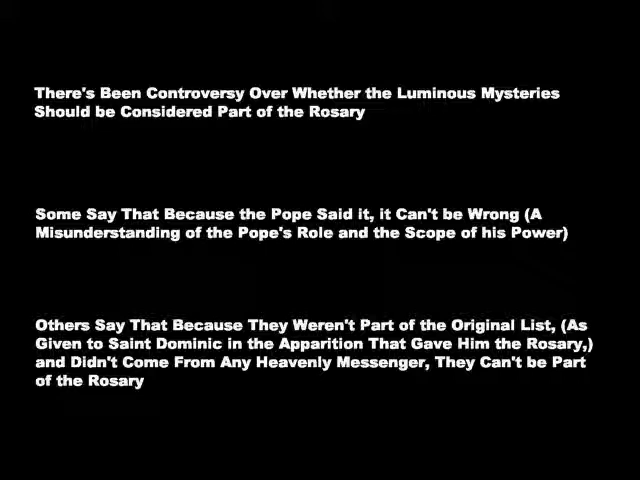 There's Been Controversy Over Whether the Luminous Mysteries
Should be Considered Part of the Rosary
Some Say That Because the Pope Said it, it Can't be Wrong (A
Misunderstanding of the Pope's Role and the Scope of his Power)
Others Say That Because They Weren't Part of the Original List, (As
Given to Saint Dominic in the Apparition That Gave Him the Rosary,)
and Didn't Come From Any Heavenly Messenger, They Can't be Part
of the Rosary